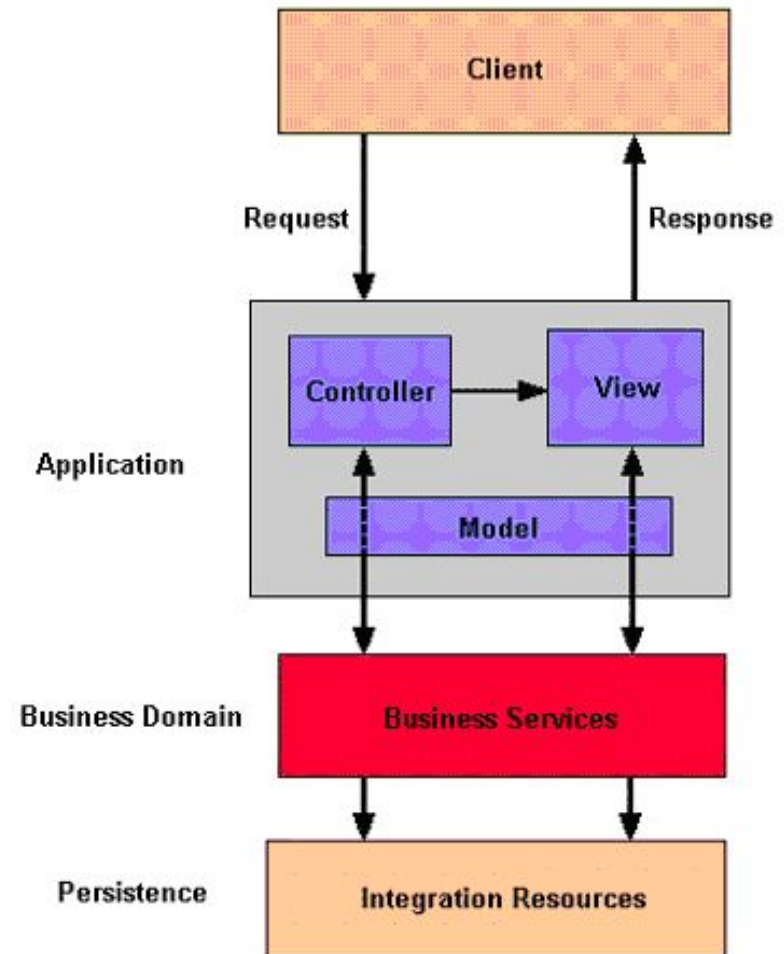 Client
Request
Response
Controller
View
Application
Model
Business Domain
Business Services
Persistence
Integration Resources